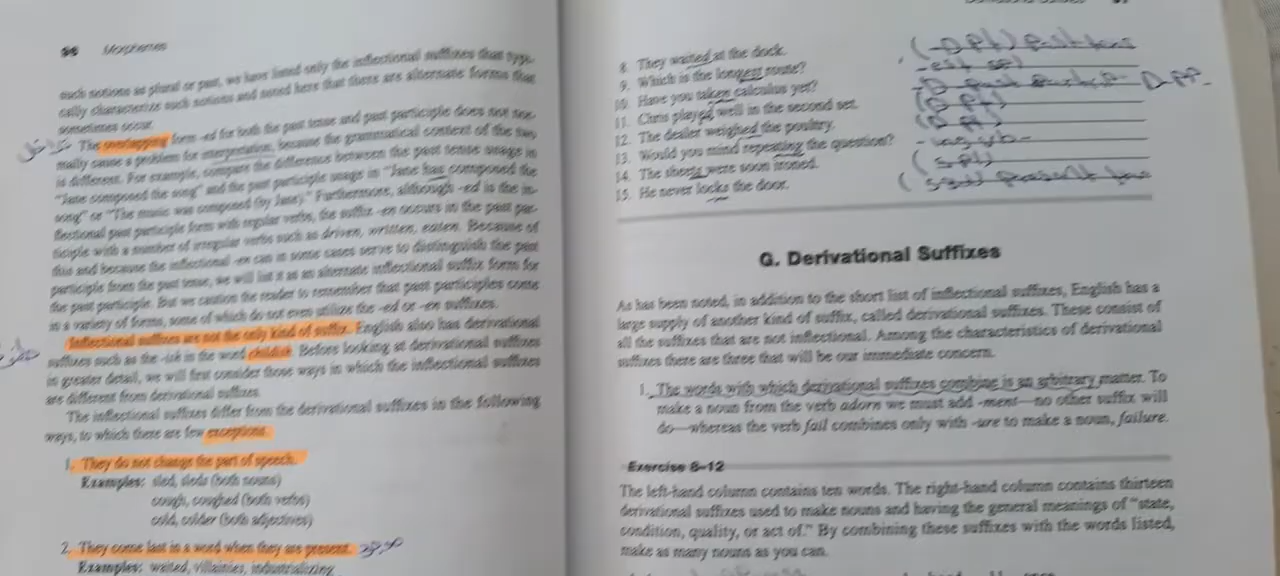 Morphemes
such notions as plural or past, we have listed only the inflectional suffixes that typi-
cally characterize such notions and noted here that there are alternate forms that
sometimes occur.
The overlapping form -ed for both the past tense and past participle does not nor-
mally cause a problem for interpretation, because the grammatical context of the two
is different. For example, compare the difference between the past tense usage in
"Jane composed the song" and the past participle usage in "Jane has composed the
song" or "The music was composed (by Jane)." Furthermore, although -ed is the in-
flectional past participle form with regular verbs, the suffix -en occurs in the past par-
ticiple with a number of irregular verbs such as driven, written, eaten. Because of
this and because the inflectional -en can in some cases serve to distinguish the past
participle from the past tense, we will list it as an alternate inflectional suffix form for
the past participle. But we caution the reader to remember that past participles come
in a variety of forms, some of which do not even utilize the -ed or -en suffixes.
Inflectional suffixes are not the only kind of suffix. English also has derivational
suffixes such as the -ish in the word childish. Before looking at derivational suffixes
in greater detail, we will first consider those ways in which the inflectional suffixes
are different from derivational suffixes.
The inflectional suffixes differ from the derivational suffixes in the following
ways, to which there are few exceptions.
1. They do not change the part of speech.
Examples: sled, sleds (both nouns)
cough, coughed (both verbs)
cold, colder (both adjectives)
2. They come last in a word when they are present.
Examples: waited, villainies, industrializing
8. They waited at the dock.
9. Which is the longest route?
10. Have you taken calculus yet?
11. Chris played well in the second set.
12. The dealer weighed the poultry.
13. Would you mind repeating the question?
14. The sheets were soon ironed.
15. He never locks the door.
G. Derivational Suffixes
As has been noted, in addition to the short list of inflectional suffixes, English has a
large supply of another kind of suffix, called derivational suffixes. These consist of
all the suffixes that are not inflectional. Among the characteristics of derivational
suffixes there are three that will be our immediate concern.
1. The words with which derivational suffixes combine is an arbitrary matter. To
make a noun from the verb adorn we must add -ment—no other suffix will
do—whereas the verb fail combines only with -ure to make a noun, failure.
Exercise 8–12
The left-hand column contains ten words. The right-hand column contains thirteen
derivational suffixes used to make nouns and having the general meanings of "state,
condition, quality, or act of." By combining these suffixes with the words listed,
make as many nouns as you can.